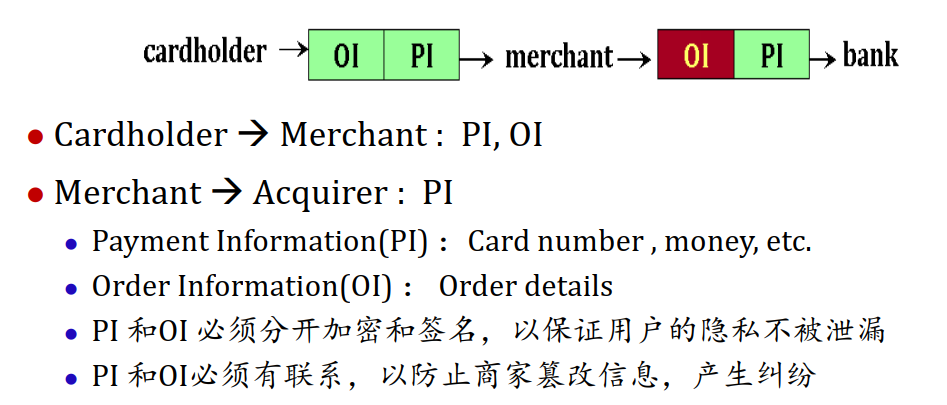 cardholder → OI PI → merchant → OI PI → bank
● Cardholder → Merchant : PI, OI
● Merchant → Acquirer : PI
● Payment Information(PI) ： Card number , money, etc.
● Order Information(OI) ： Order details
● PI 和OI 必须分开加密和签名，以保证用户的隐私不被泄漏
● PI 和OI必须有联系，以防止商家篡改信息，产生纠纷